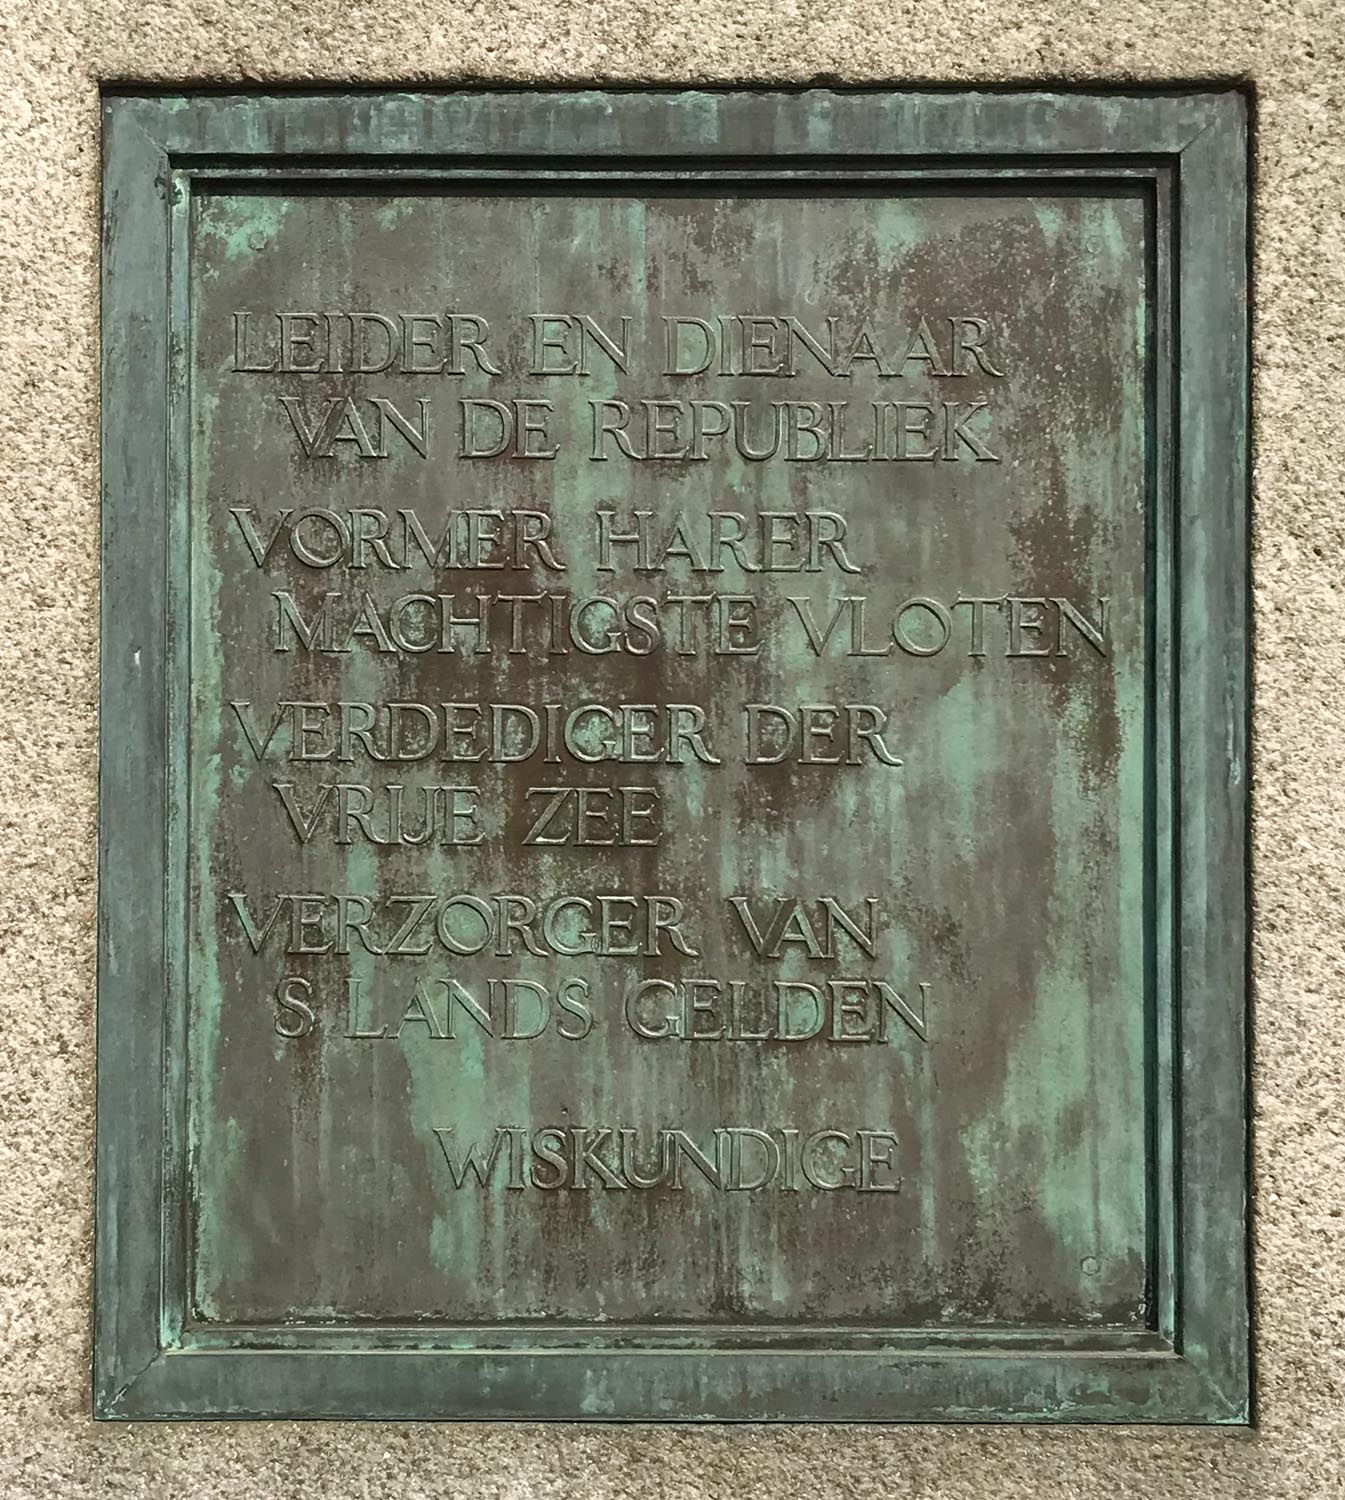 LEIDER EN DIENAAR
VAN DE REPUBLIEK
VORMER HARER
MACHTIGSTE VLOTEN
VERDEDIGER DER
VRIJE ZEE
VERZORGER VAN
S LANDS GELDEN
WISKUNDIGE